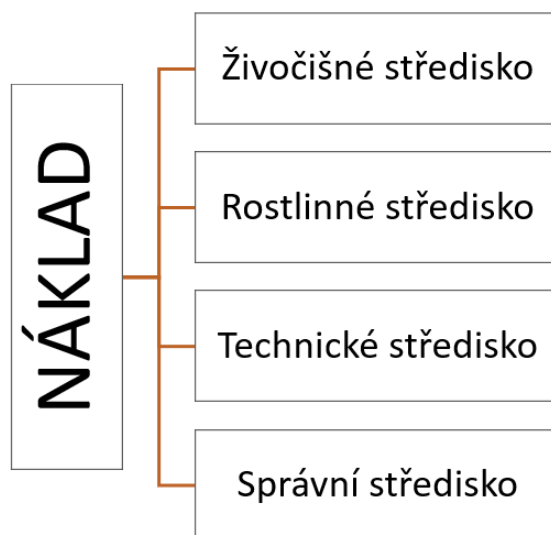 NÁKLAD
Živočišné středisko
Rostlinné středisko
Technické středisko
Správní středisko